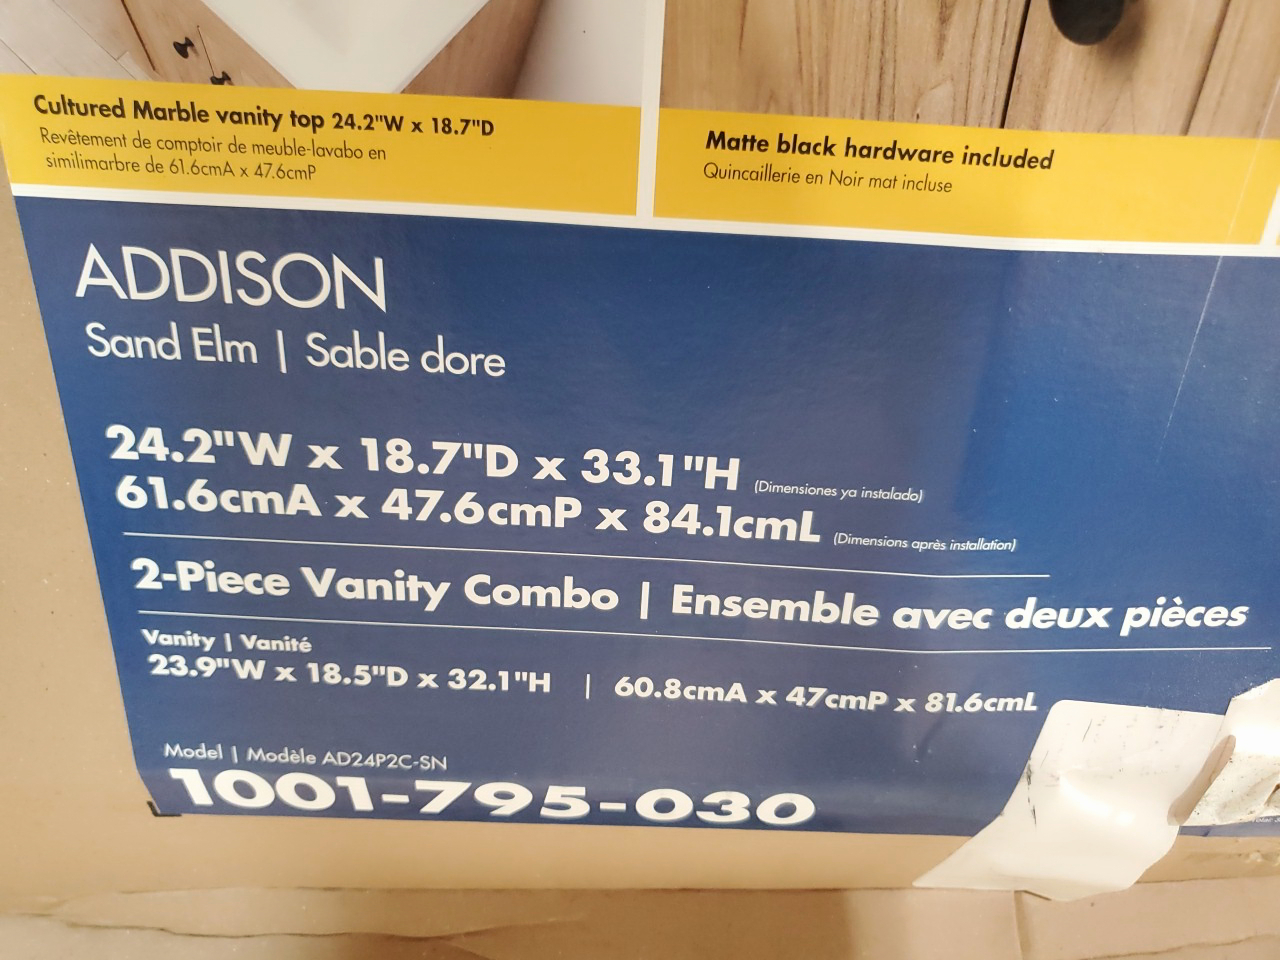 Cultured Marble vanity top 24.2"W x 18.7"D
Revêtement de comptoir de meuble-lavabo en
similimarbre de 61.6cmA x 47.6cmP
Matte black hardware included
Quincaillerie en Noir mat incluse
ADDISON
Sand Elm | Sable dore
24.2"W x 18.7"D x 33.1"H (Dimensiones ya instalado)
61.6cmA x 47.6cmP x 84.1cmL (Dimensions après installation)
2-Piece Vanity Combo | Ensemble avec deux pièces
Vanity | Vanité
23.9"W x 18.5"D x 32.1"H | 60.8cmA x 47cmP x 81.6cmL
Model | Modèle AD24P2C-SN
1001-795-030